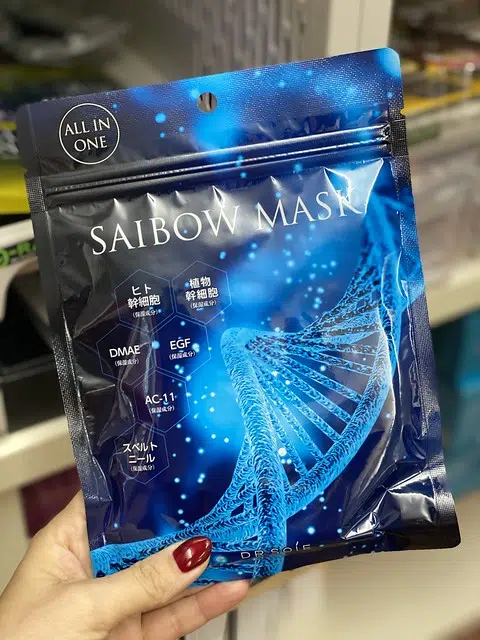 ALL IN
ONE
SAIBOW MASK
ヒト
幹細胞
(保湿成分)
植物
幹細胞
(保湿成分)
DMAE
(保湿成分)
EGF
(保湿成分)
AC-11
(保湿成分)
スベルト
ニール
(保湿成分)